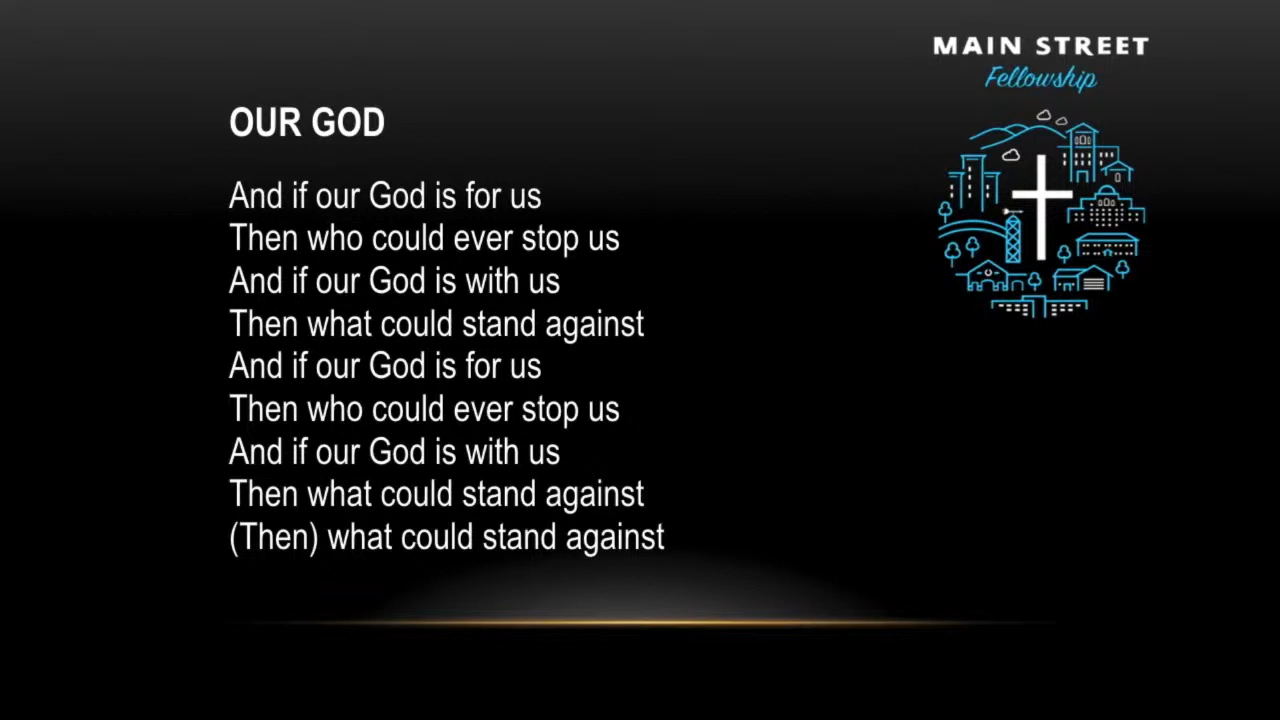 MAIN STREET
Fellowship
OUR GOD
And if our God is for us
Then who could ever stop us
And if our God is with us
Then what could stand against
And if our God is for us
Then who could ever stop us
And if our God is with us
Then what could stand against
(Then) what could stand against